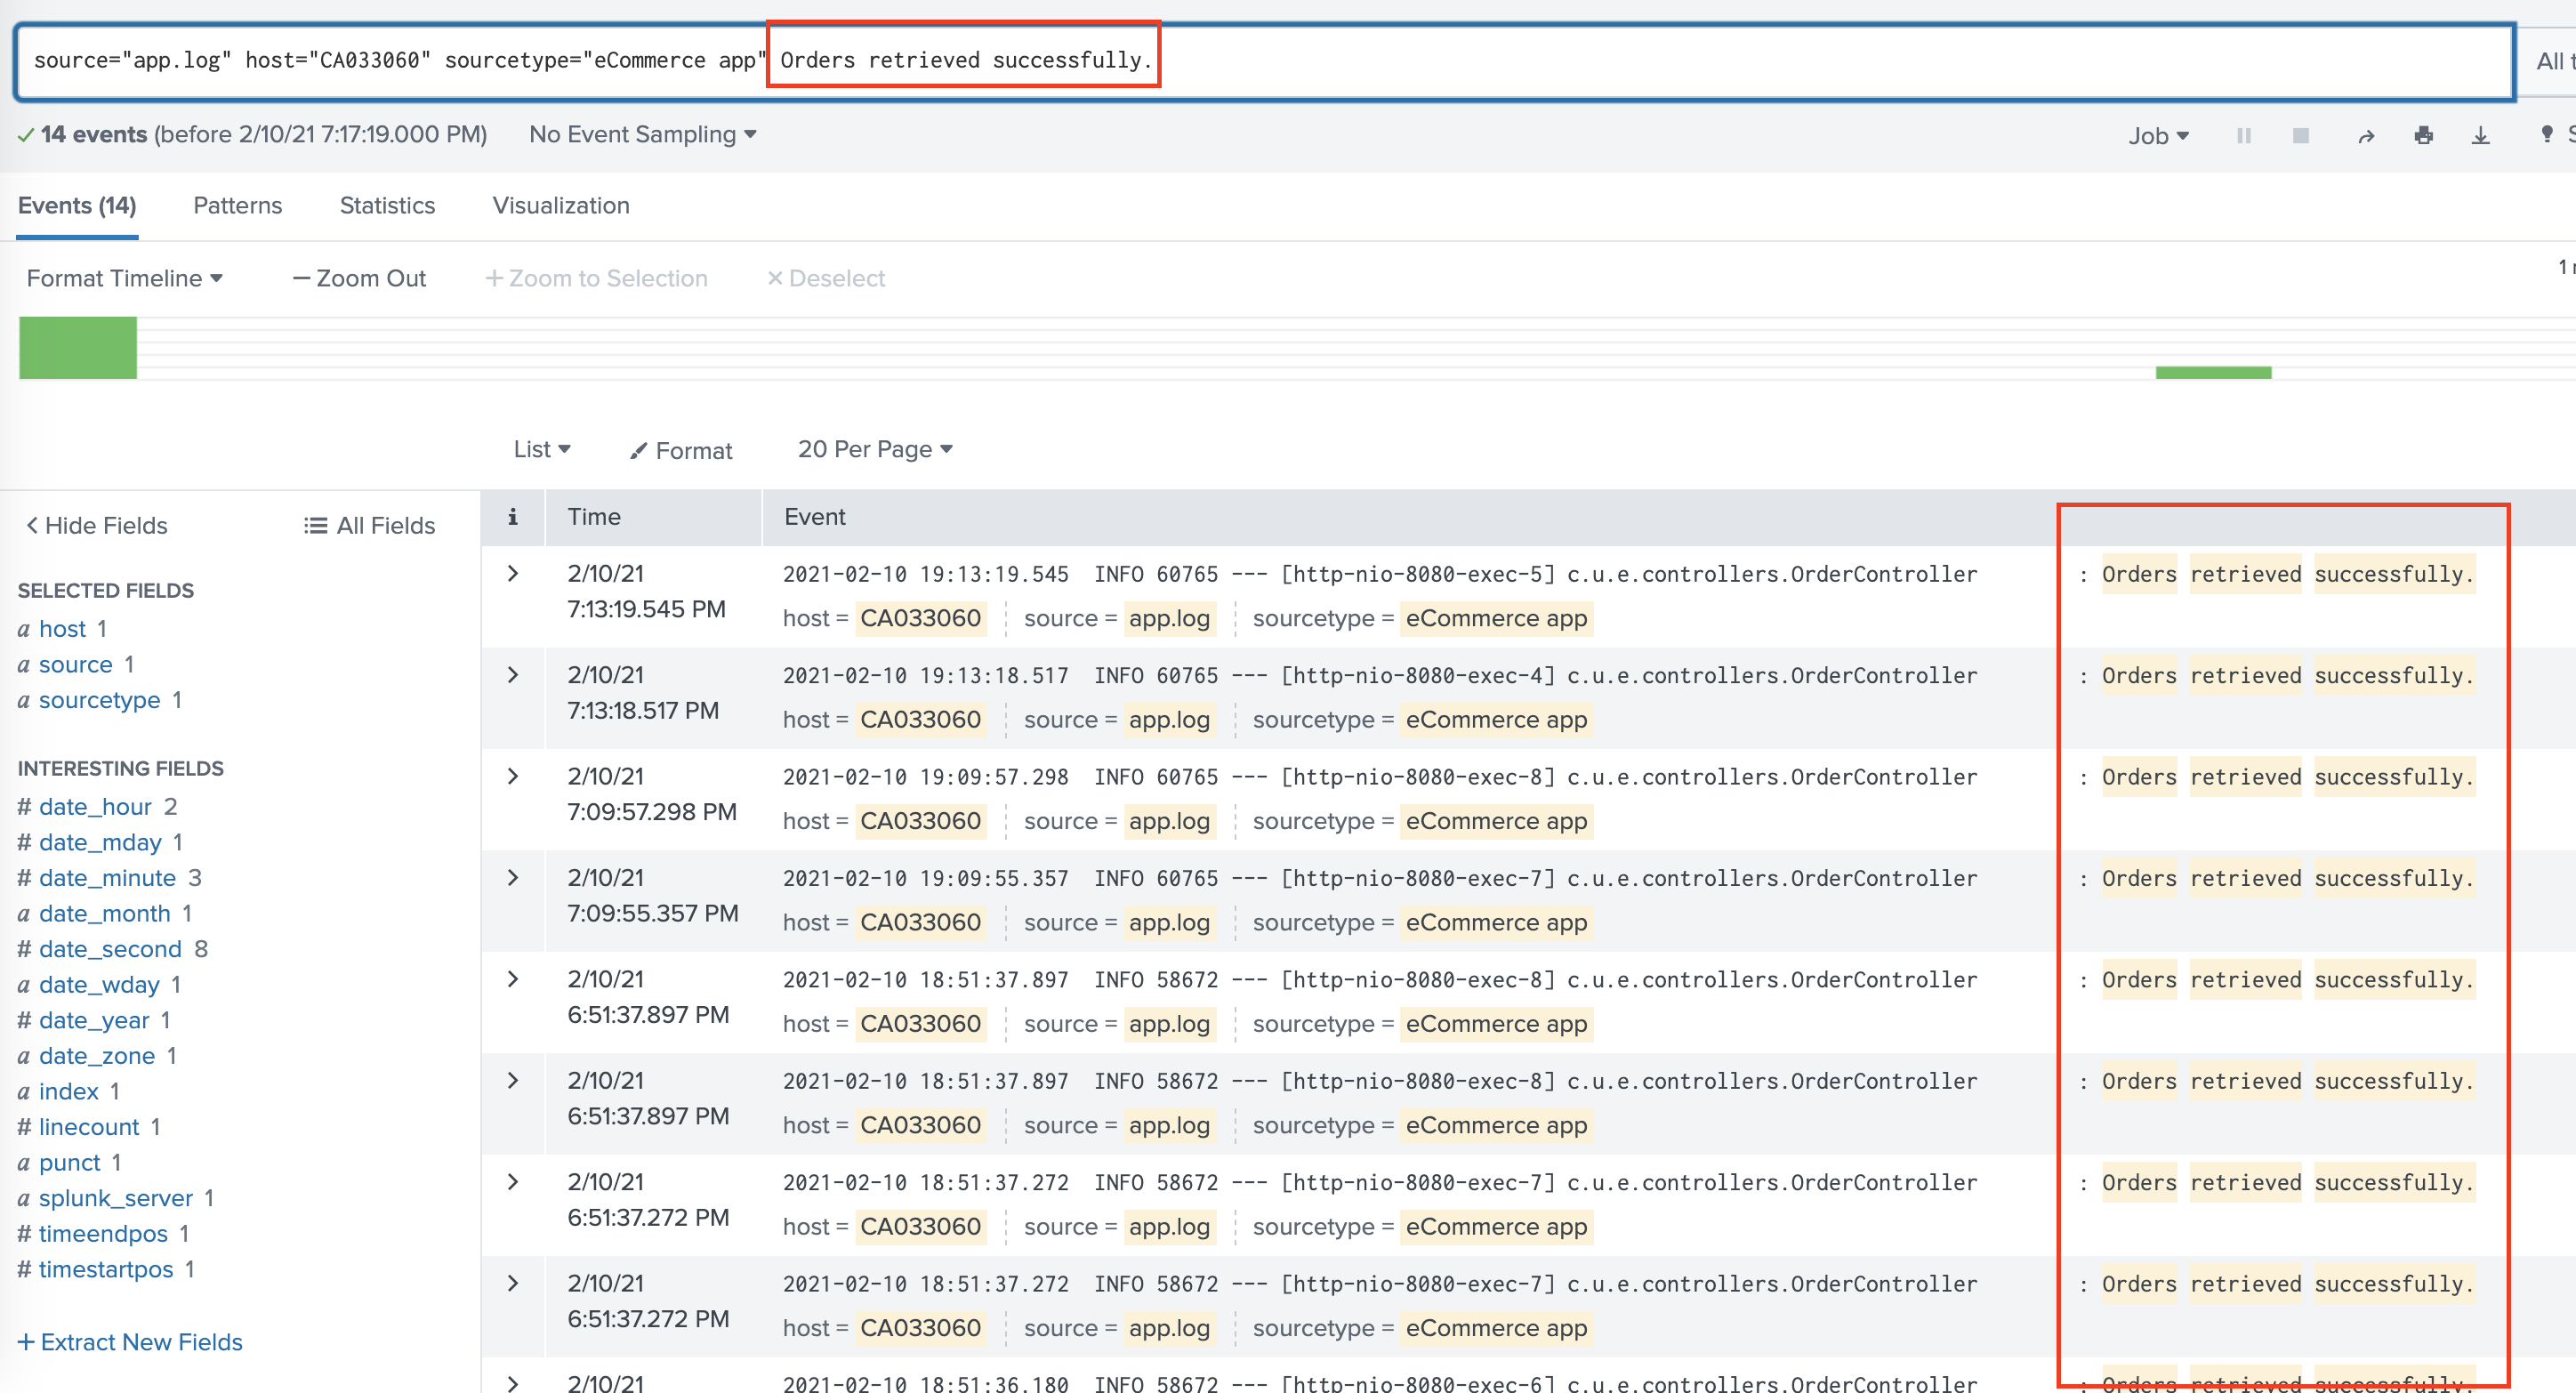 source="app.log" host="CA033060" sourcetype="eCommerce app" Orders retrieved successfully.
All
14 events (before 2/10/21 7:17:19.000 PM) No Event Sampling Job
Events (14) Patterns Statistics Visualization
Format Timeline — Zoom Out + Zoom to Selection × Deselect
1
List Format 20 Per Page
< Hide Fields All Fields
i Time Event
SELECTED FIELDS
a host 1
a source 1
a sourcetype 1
INTERESTING FIELDS
# date_hour 2
# date_mday 1
# date_minute 3
a date_month 1
# date_second 8
a date_wday 1
# date_year 1
a date_zone 1
a index 1
# linecount 1
a punct 1
a splunk_server 1
# timeendpos 1
# timestartpos 1
+ Extract New Fields
2/10/21 2021-02-10 19:13:19.545 INFO 60765 --- [http-nio-8080-exec-5] c.u.e.controllers.OrderController : Orders retrieved successfully.
7:13:19.545 PM host = CA033060 source = app.log sourcetype = eCommerce app
2/10/21 2021-02-10 19:13:18.517 INFO 60765 --- [http-nio-8080-exec-4] c.u.e.controllers.OrderController : Orders retrieved successfully.
7:13:18.517 PM host = CA033060 source = app.log sourcetype = eCommerce app
2/10/21 2021-02-10 19:09:57.298 INFO 60765 --- [http-nio-8080-exec-8] c.u.e.controllers.OrderController : Orders retrieved successfully.
7:09:57.298 PM host = CA033060 source = app.log sourcetype = eCommerce app
2/10/21 2021-02-10 19:09:55.357 INFO 60765 --- [http-nio-8080-exec-7] c.u.e.controllers.OrderController : Orders retrieved successfully.
7:09:55.357 PM host = CA033060 source = app.log sourcetype = eCommerce app
2/10/21 2021-02-10 18:51:37.897 INFO 58672 --- [http-nio-8080-exec-8] c.u.e.controllers.OrderController : Orders retrieved successfully.
6:51:37.897 PM host = CA033060 source = app.log sourcetype = eCommerce app
2/10/21 2021-02-10 18:51:37.897 INFO 58672 --- [http-nio-8080-exec-8] c.u.e.controllers.OrderController : Orders retrieved successfully.
6:51:37.897 PM host = CA033060 source = app.log sourcetype = eCommerce app
2/10/21 2021-02-10 18:51:37.272 INFO 58672 --- [http-nio-8080-exec-7] c.u.e.controllers.OrderController : Orders retrieved successfully.
6:51:37.272 PM host = CA033060 source = app.log sourcetype = eCommerce app
2/10/21 2021-02-10 18:51:37.272 INFO 58672 --- [http-nio-8080-exec-7] c.u.e.controllers.OrderController : Orders retrieved successfully.
6:51:37.272 PM host = CA033060 source = app.log sourcetype = eCommerce app
2/10/21 2021-02-10 18:51:36.180 INFO 58672 --- [http-nio-8080-exec-6] c.u.e.controllers.OrderController : Orders retrieved successfully.